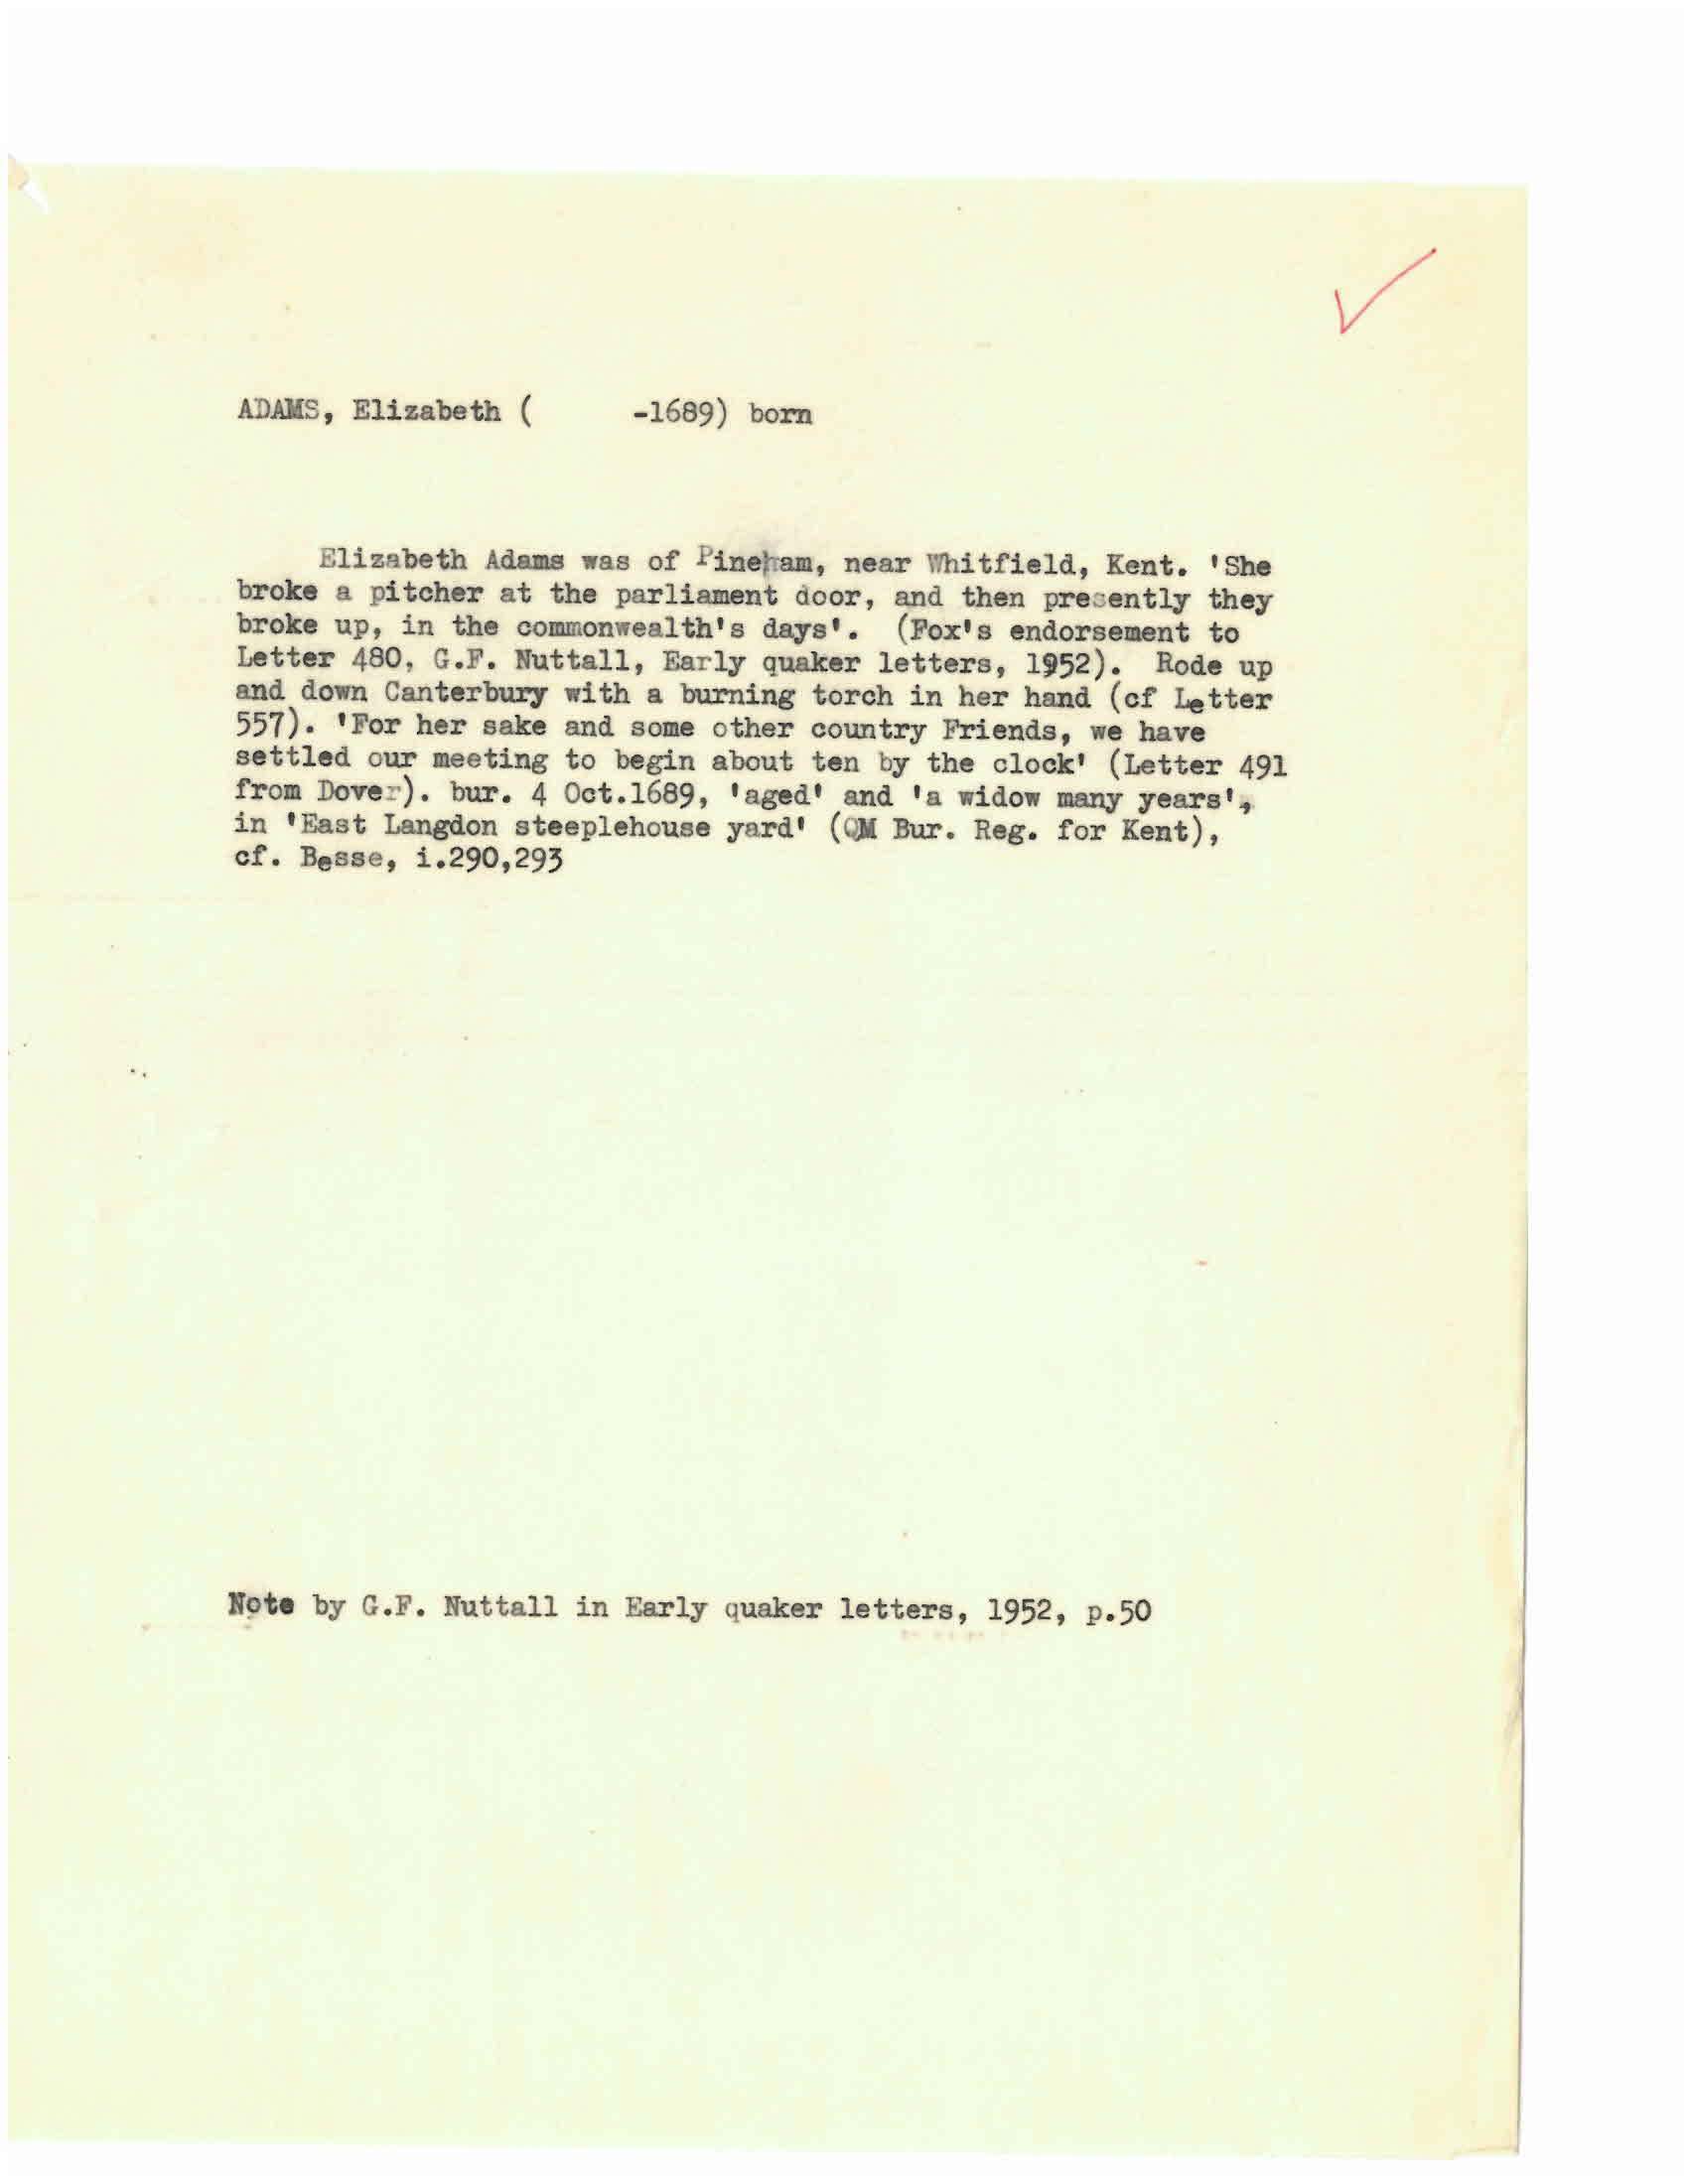 ADAMS, Elizabeth (      -1689) born
Elizabeth Adams was of Pineham, near Whitfield, Kent. 'She
broke a pitcher at the parliament door, and then presently they
broke up, in the commonwealth's days'. (Fox's endorsement to
Letter 480, G.F. Nuttall, Early quaker letters, 1952). Rode up
and down Canterbury with a burning torch in her hand (cf Letter
557). 'For her sake and some other country Friends, we have
settled our meeting to begin about ten by the clock' (Letter 491
from Dover). bur. 4 Oct.1689, 'aged' and 'a widow many years',
in 'East Langdon steeplehouse yard' (QM Bur. Reg. for Kent),
cf. Besse, i.290,293
Note by G.F. Nuttall in Early quaker letters, 1952, p.50